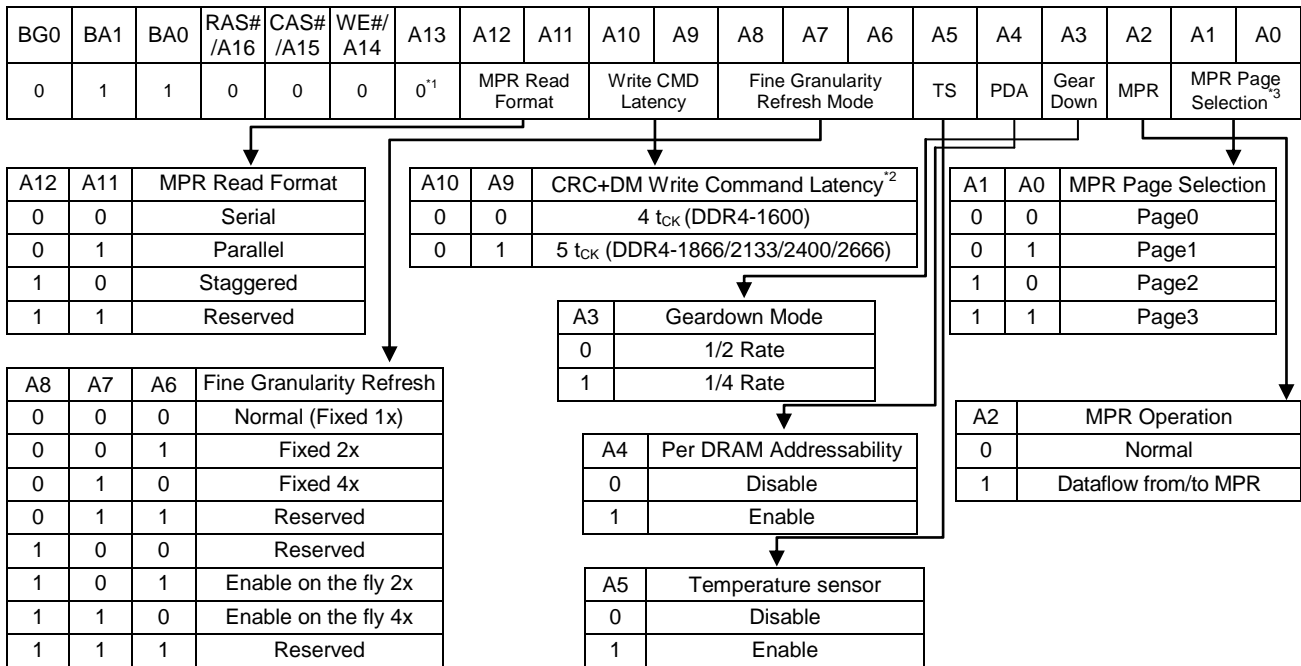 BG0 BA1 BA0 RAS# /A16 CAS# /A15 WE#/ A14 A13 A12 A11 A10 A9 A8 A7 A6 A5 A4 A3 A2 A1 A0
0 1 1 0 0 0 0*1 MPR Read Format Write CMD Latency Fine Granularity Refresh Mode TS PDA Gear Down MPR MPR Page Selection*3
A12 A11 MPR Read Format
0 0 Serial
0 1 Parallel
1 0 Staggered
1 1 Reserved
A10 A9 CRC+DM Write Command Latency*2
0 0 4 tCK (DDR4-1600)
0 1 5 tCK (DDR4-1866/2133/2400/2666)
A1 A0 MPR Page Selection
0 0 Page0
0 1 Page1
1 0 Page2
1 1 Page3
A3 Geardown Mode
0 1/2 Rate
1 1/4 Rate
A8 A7 A6 Fine Granularity Refresh
0 0 0 Normal (Fixed 1x)
0 0 1 Fixed 2x
0 1 0 Fixed 4x
0 1 1 Reserved
1 0 0 Reserved
1 0 1 Enable on the fly 2x
1 1 0 Enable on the fly 4x
1 1 1 Reserved
A4 Per DRAM Addressability
0 Disable
1 Enable
A2 MPR Operation
0 Normal
1 Dataflow from/to MPR
A5 Temperature sensor
0 Disable
1 Enable